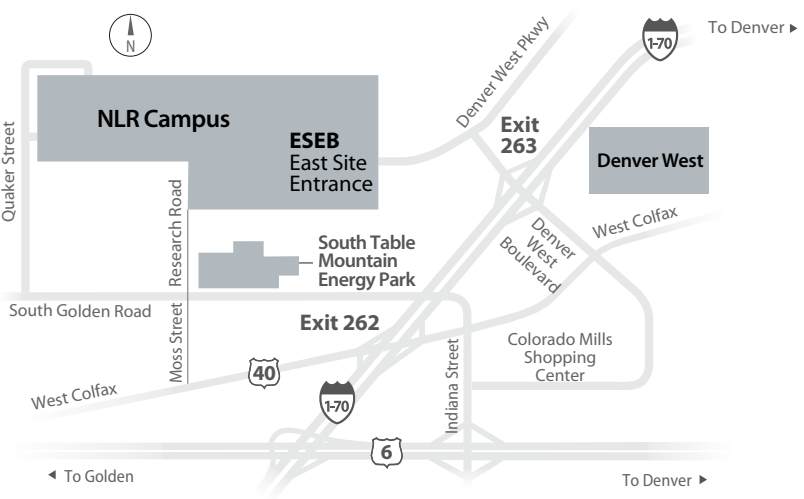 N
To Denver
I-70
Denver West Pkwy
NLR Campus
Exit
263
ESEB
East Site
Entrance
Denver West
Quaker Street
Research Road
West Colfax
Denver
West
Boulevard
South Table
Mountain
Energy Park
South Golden Road
Exit 262
Moss Street
Colorado Mills
Shopping
Center
Indiana Street
40
West Colfax
I-70
6
To Golden
To Denver